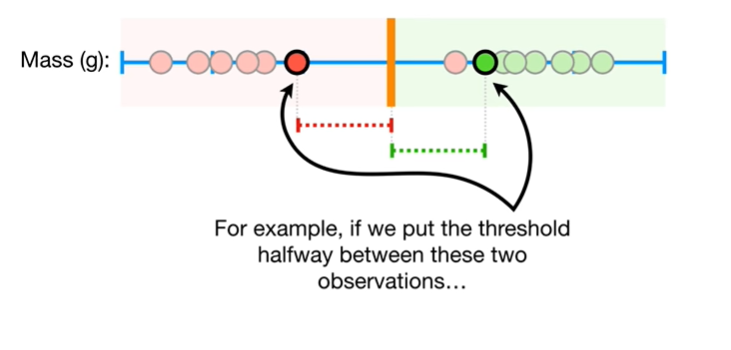 Mass (g):
For example, if we put the threshold
halfway between these two
observations…